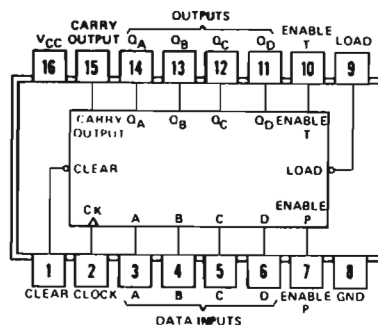 OUTPUTS
VCC CARRY OUTPUT QA QB QC QD ENABLE T LOAD
16 15 14 13 12 11 10 9
CARRY OUTPUT QA QB QC QD ENABLE T
CLEAR LOAD
CK A B C D ENABLE P
1 2 3 4 5 6 7 8
CLEAR CLOCK A B C D ENABLE P GND
DATA INPUTS